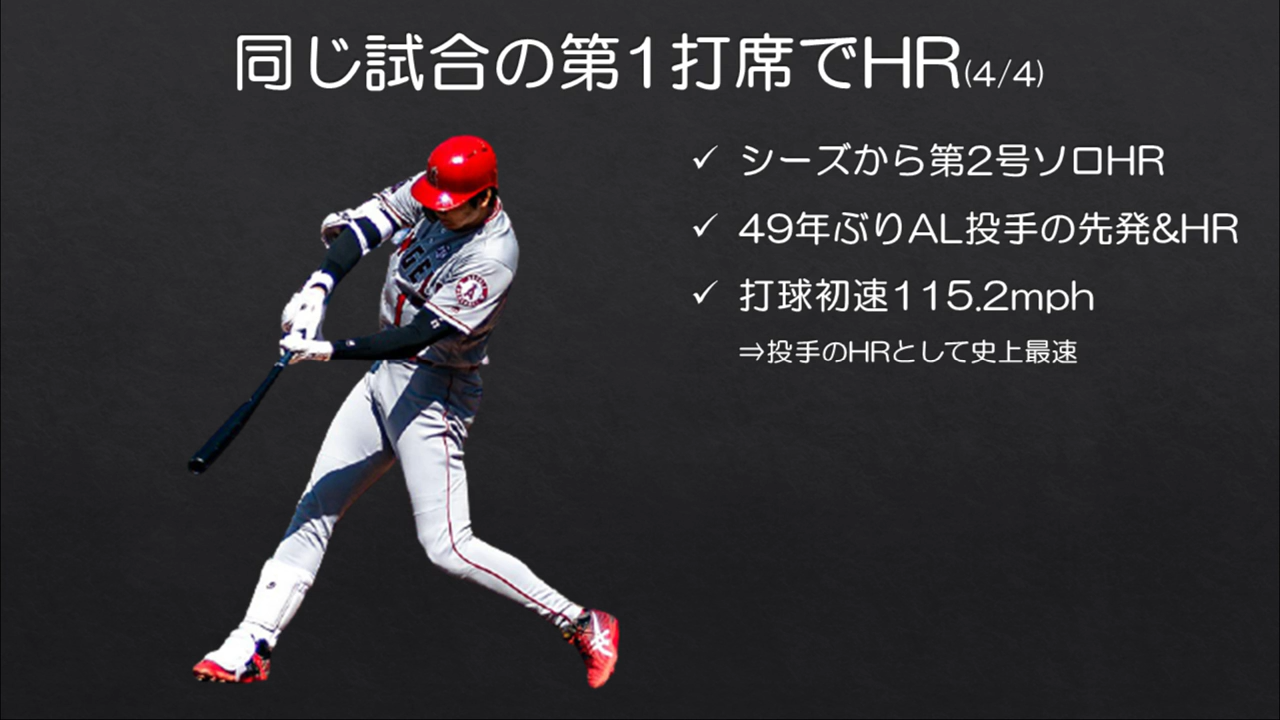 同じ試合の第1打席でHR(4/4)
✓ シーズから第2号ソロHR
✓ 49年ぶりAL投手の先発&HR
✓ 打球初速115.2mph
⇒投手のHRとして史上最速